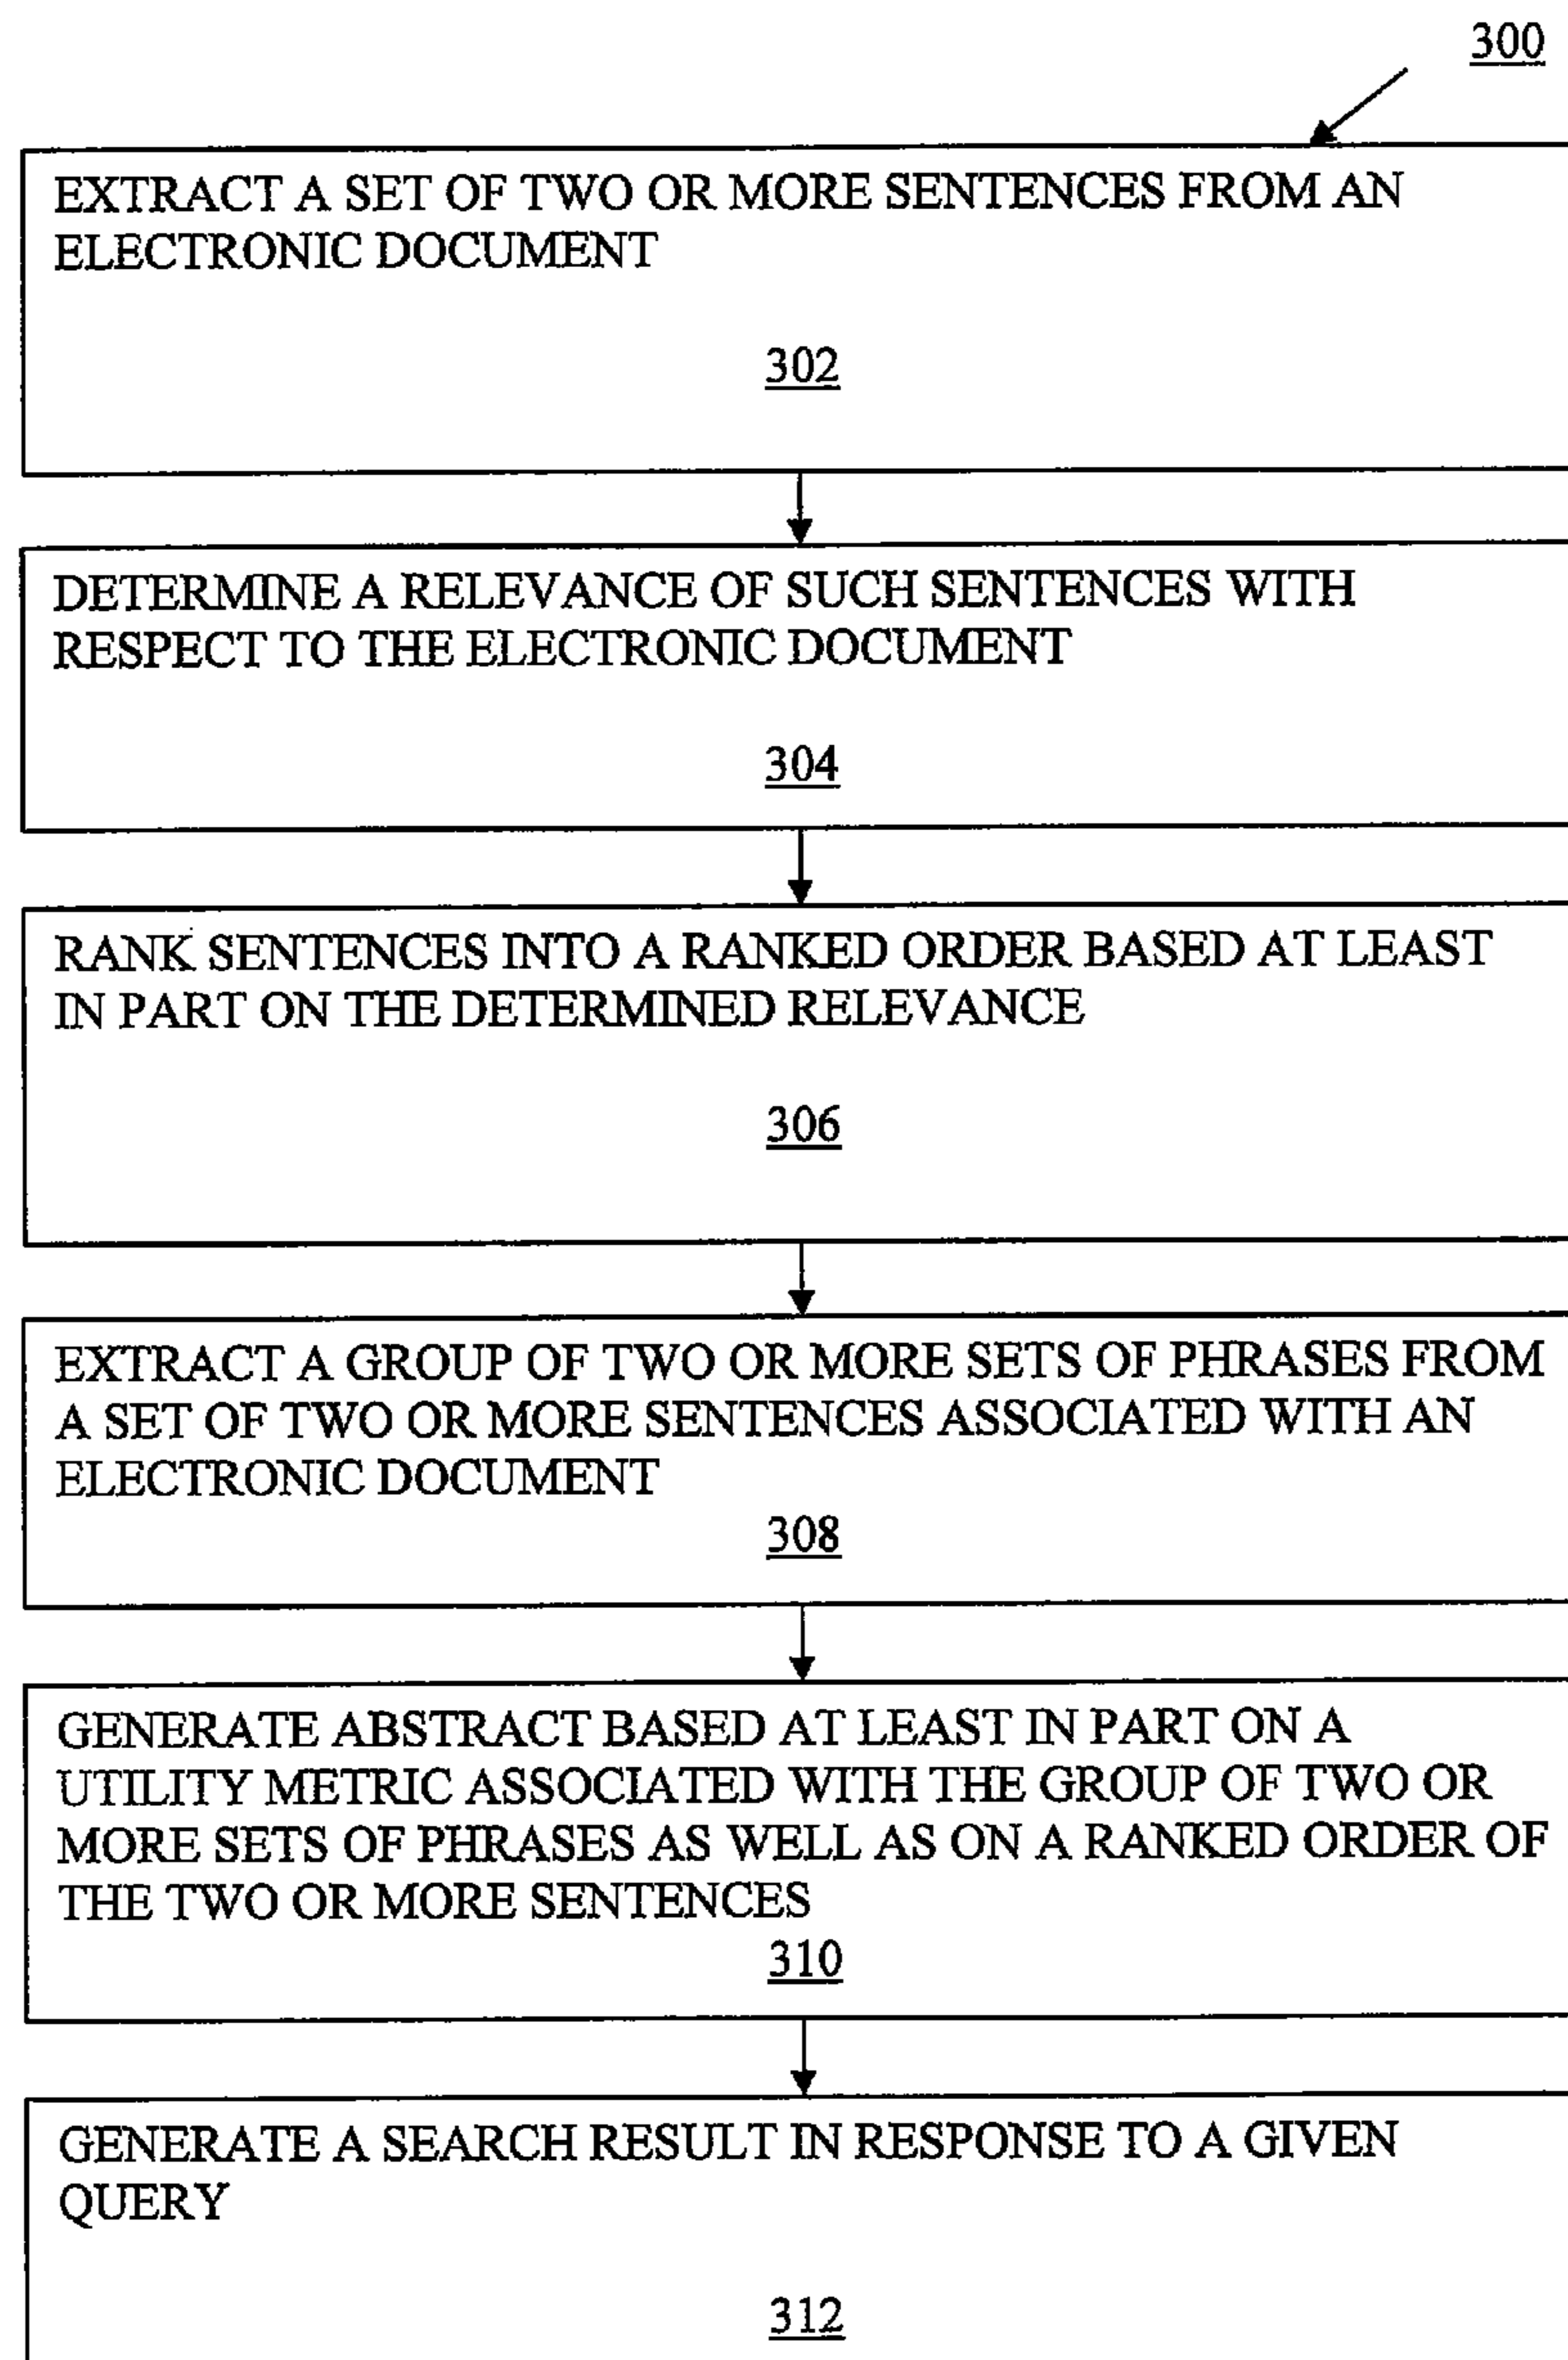 300
EXTRACT A SET OF TWO OR MORE SENTENCES FROM AN
ELECTRONIC DOCUMENT
302
DETERMINE A RELEVANCE OF SUCH SENTENCES WITH
RESPECT TO THE ELECTRONIC DOCUMENT
304
RANK SENTENCES INTO A RANKED ORDER BASED AT LEAST
IN PART ON THE DETERMINED RELEVANCE
306
EXTRACT A GROUP OF TWO OR MORE SETS OF PHRASES FROM
A SET OF TWO OR MORE SENTENCES ASSOCIATED WITH AN
ELECTRONIC DOCUMENT
308
GENERATE ABSTRACT BASED AT LEAST IN PART ON A
UTILITY METRIC ASSOCIATED WITH THE GROUP OF TWO OR
MORE SETS OF PHRASES AS WELL AS ON A RANKED ORDER OF
THE TWO OR MORE SENTENCES
310
GENERATE A SEARCH RESULT IN RESPONSE TO A GIVEN
QUERY
312